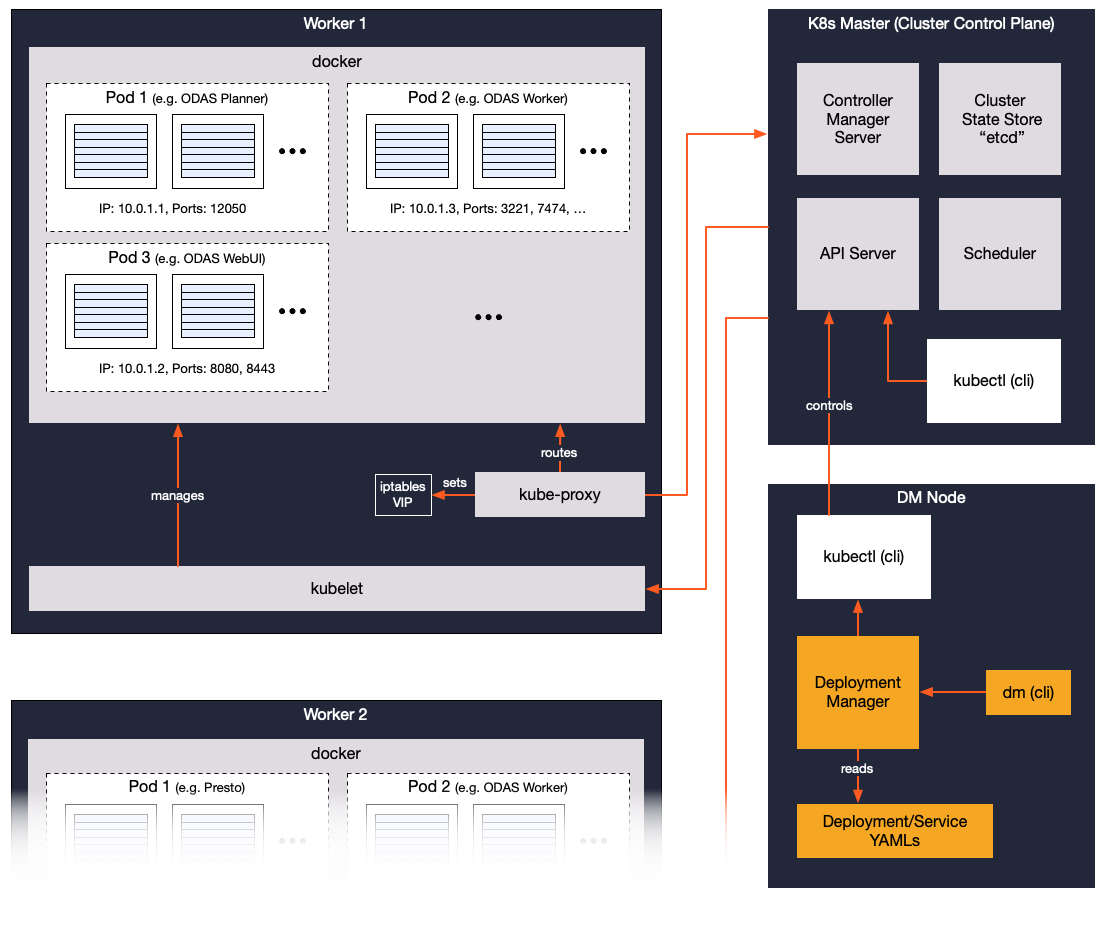 Worker 1
docker
Pod 1 (e.g. ODAS Planner)
IP: 10.0.1.1, Ports: 12050
Pod 2 (e.g. ODAS Worker)
IP: 10.0.1.3, Ports: 3221, 7474, …
Pod 3 (e.g. ODAS WebUI)
IP: 10.0.1.2, Ports: 8080, 8443
manages
routes
iptables
VIP
sets
kube-proxy
kubelet
Worker 2
docker
Pod 1 (e.g. Presto)
Pod 2 (e.g. ODAS Worker)
K8s Master (Cluster Control Plane)
Controller
Manager
Server
Cluster
State Store
“etcd”
API Server
Scheduler
kubectl (cli)
controls
DM Node
kubectl (cli)
Deployment
Manager
dm (cli)
reads
Deployment/Service
YAMLs